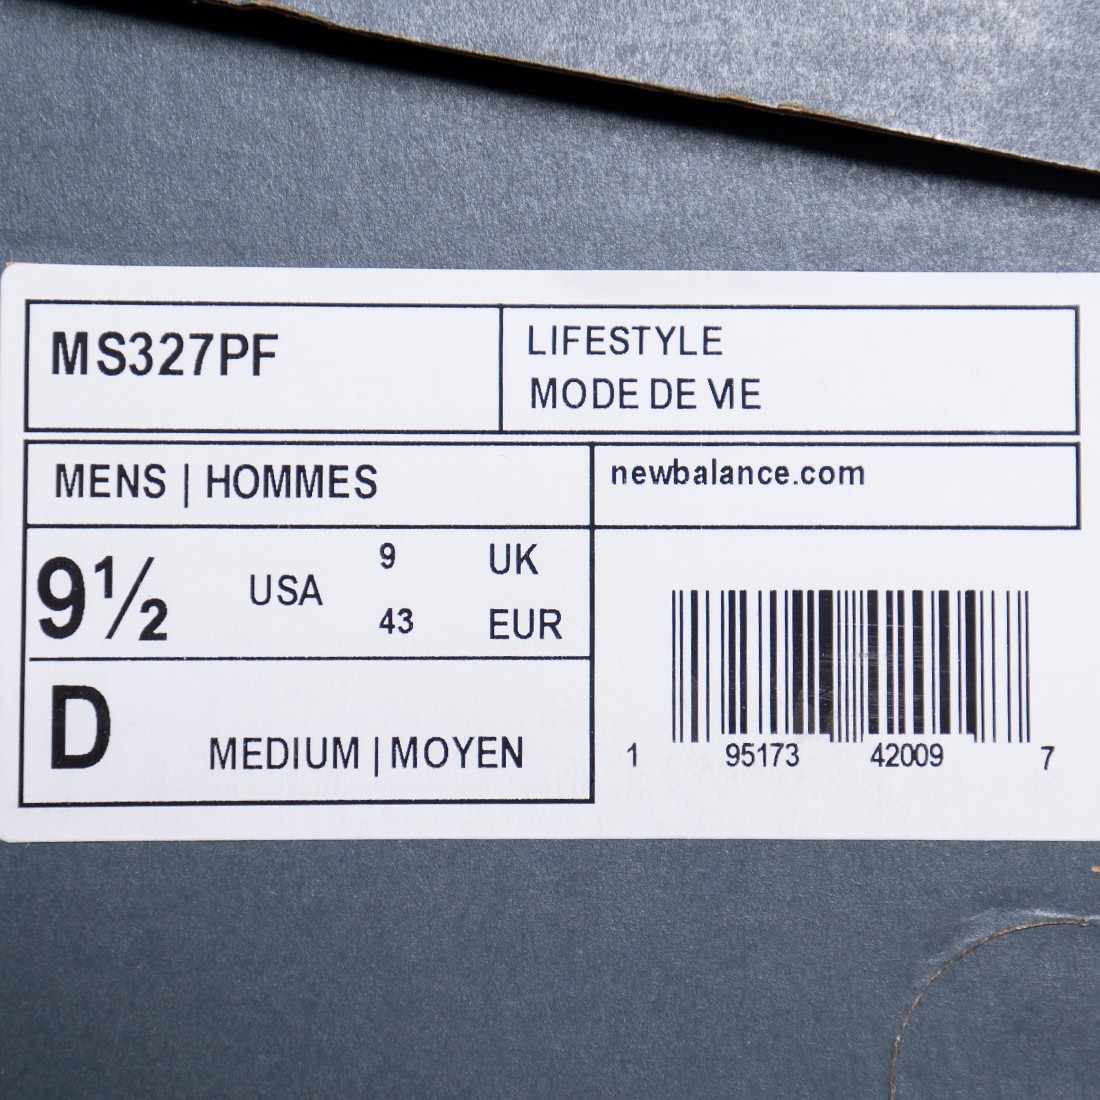 MS327PF
LIFESTYLE
MODE DE VIE
MENS | HOMMES
newbalance.com
9½ USA 9 UK
43 EUR
D MEDIUM | MOYEN
1 95173 42009 7